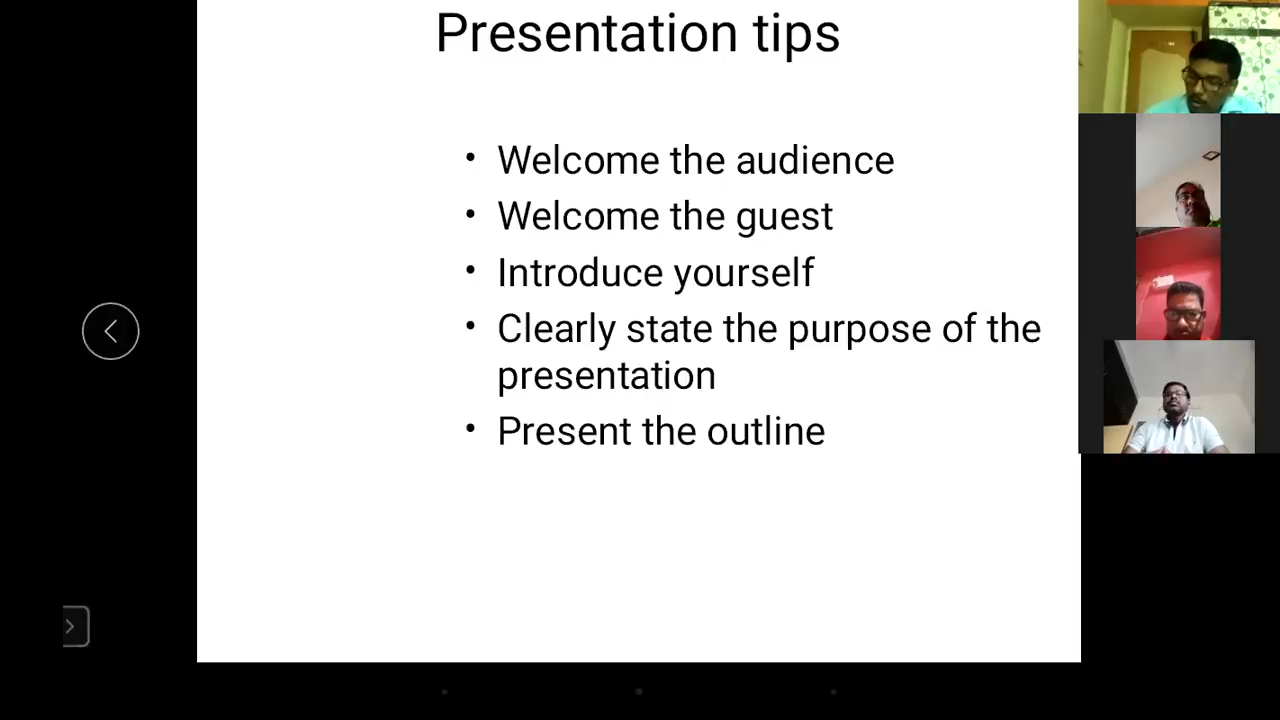 Presentation tips
• Welcome the audience
• Welcome the guest
• Introduce yourself
• Clearly state the purpose of the
presentation
• Present the outline